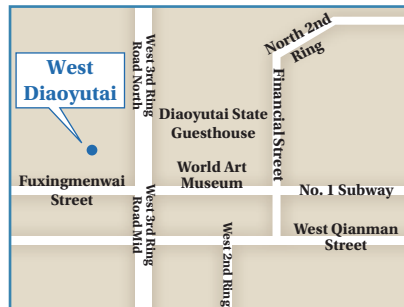 West
Diaoyutai
West 3rd Ring
Road North
North 2nd
Ring
Financial Street
Diaoyutai State
Guesthouse
World Art
Museum
Fuxingmenwai
Street
No. 1 Subway
West 3rd Ring
Road Mid
West 2nd Ring
West Qianman
Street